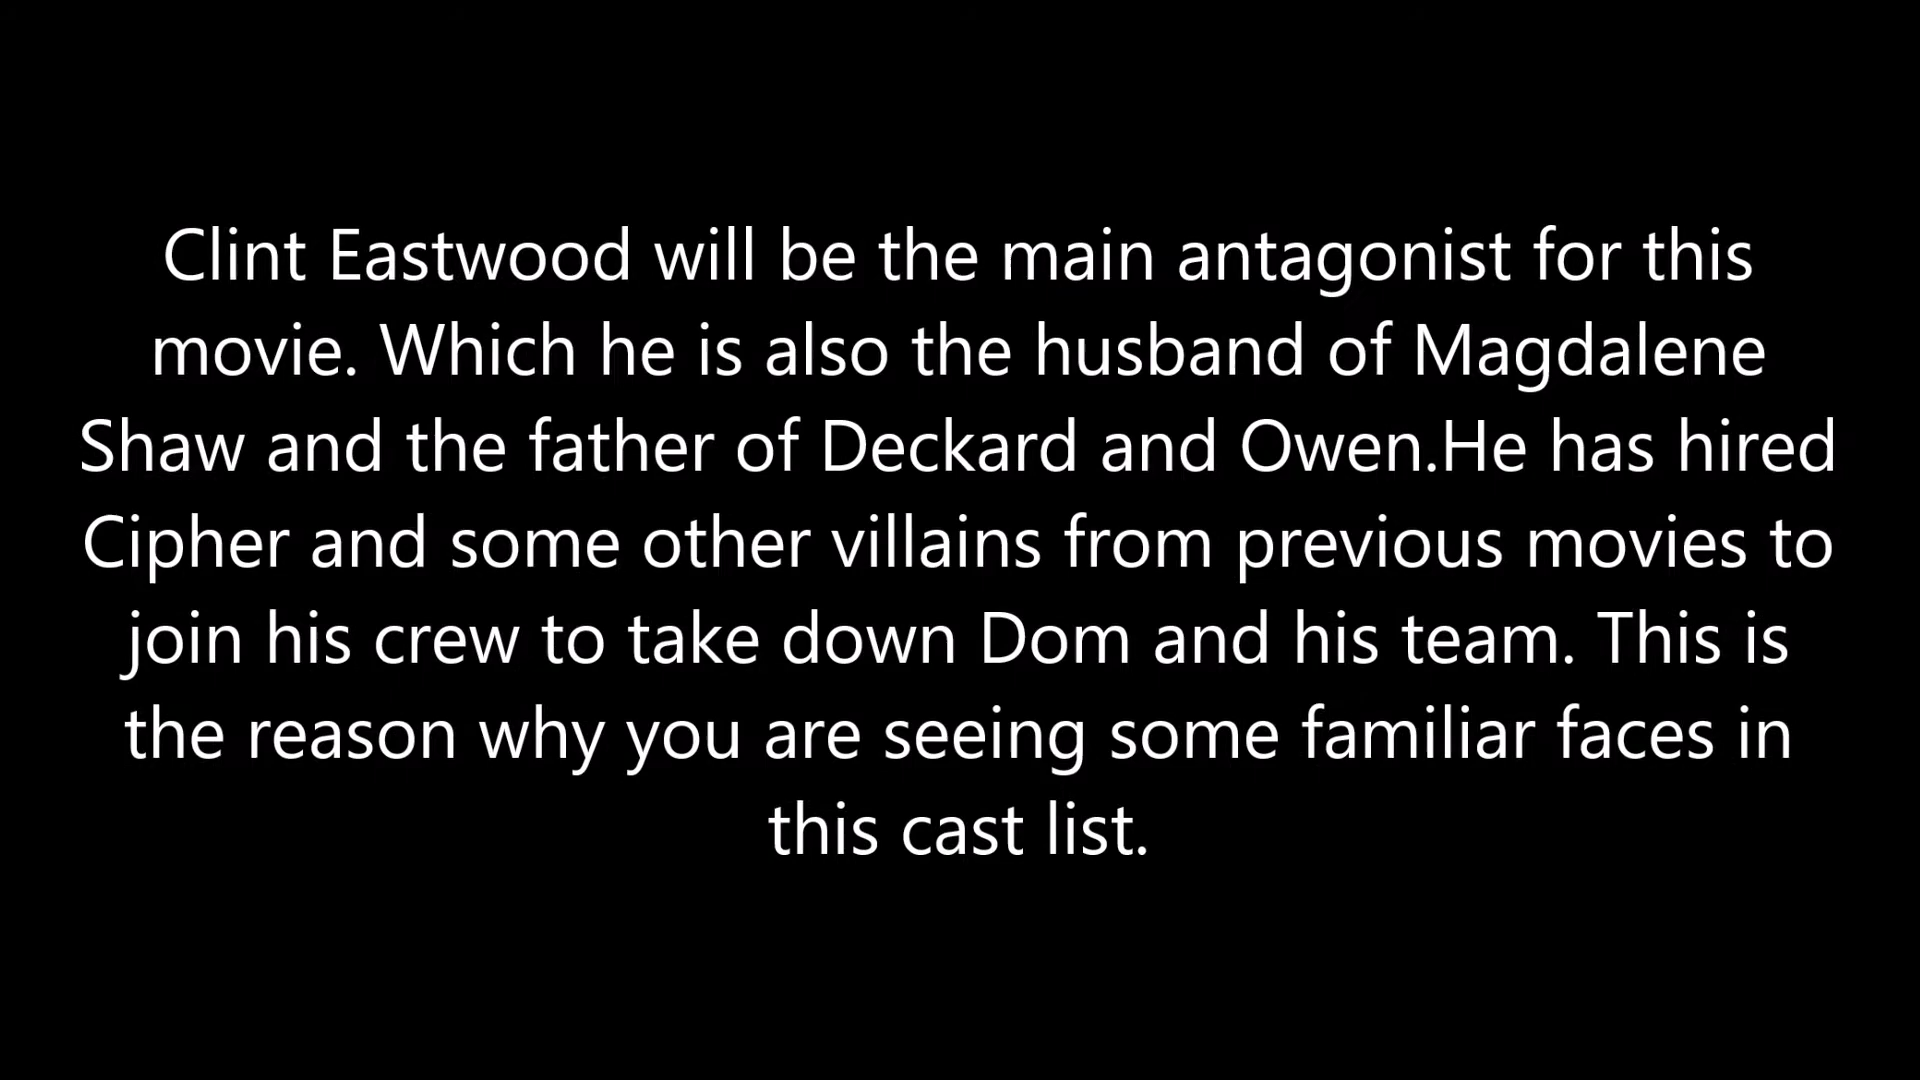 Clint Eastwood will be the main antagonist for this
movie. Which he is also the husband of Magdalene
Shaw and the father of Deckard and Owen.He has hired
Cipher and some other villains from previous movies to
join his crew to take down Dom and his team. This is
the reason why you are seeing some familiar faces in
this cast list.